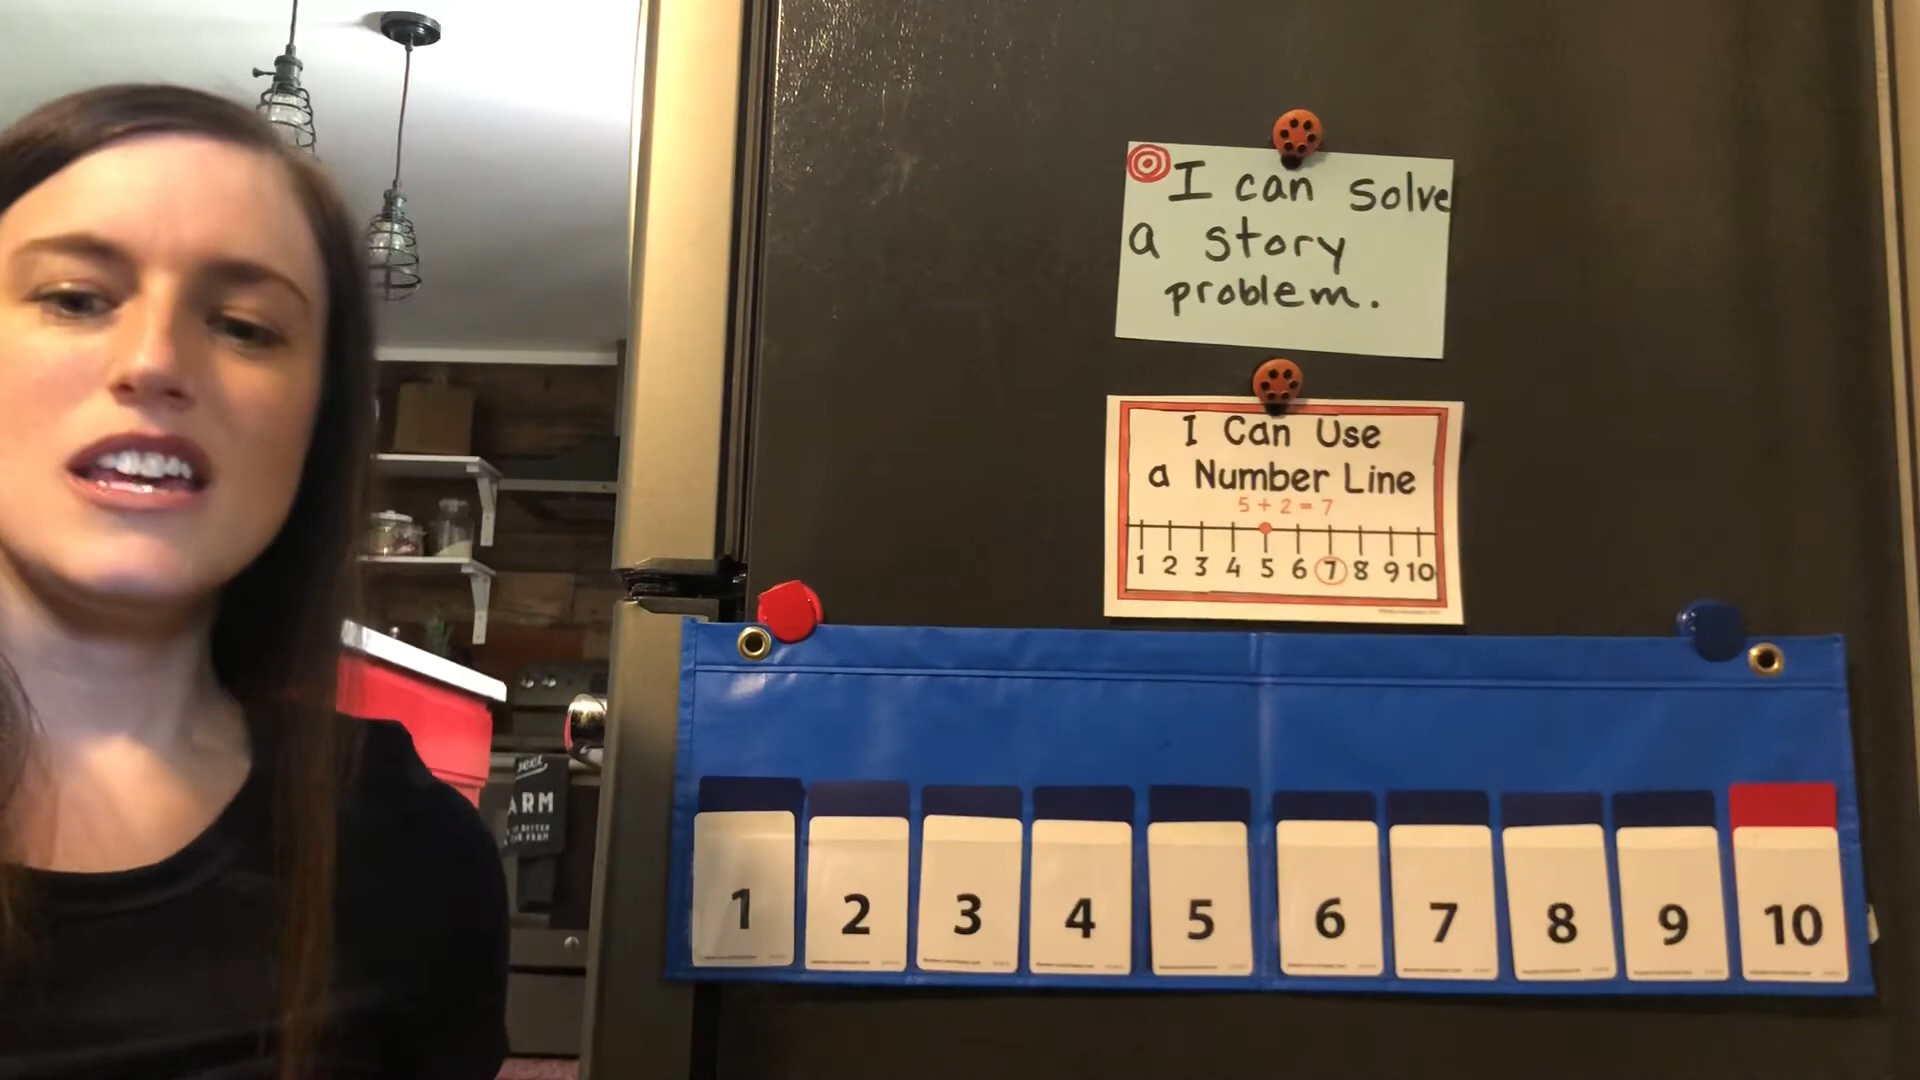 I can solve
a story
problem.
I Can Use
a Number Line
5 + 2 = 7
1 2 3 4 5 6 7 8 9 10
1 2 3 4 5 6 7 8 9 10
ARM